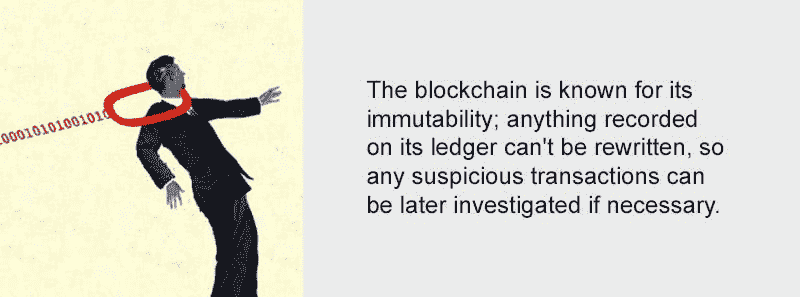 The blockchain is known for its
immutability; anything recorded
on its ledger can't be rewritten, so
any suspicious transactions can
be later investigated if necessary.